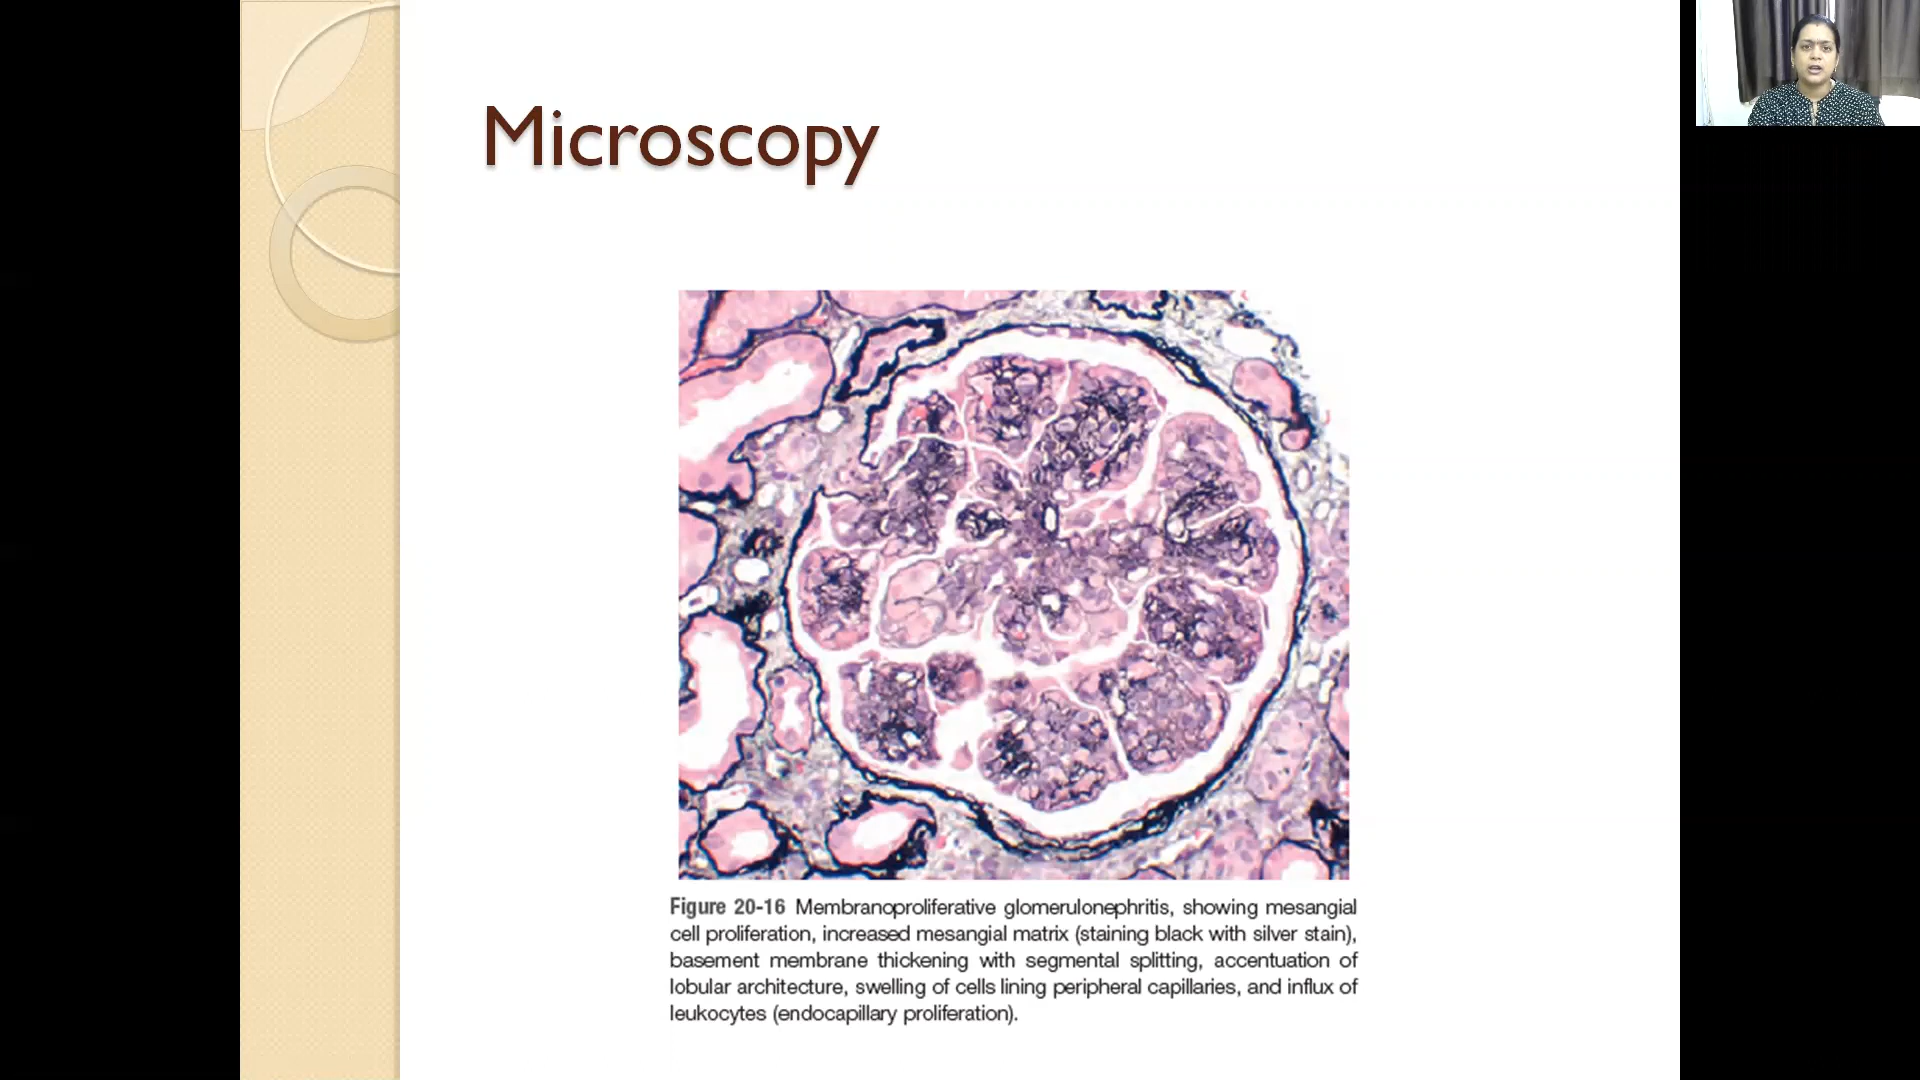 Microscopy
Figure 20-16 Membranoproliferative glomerulonephritis, showing mesangial
cell proliferation, increased mesangial matrix (staining black with silver stain),
basement membrane thickening with segmental splitting, accentuation of
lobular architecture, swelling of cells lining peripheral capillaries, and influx of
leukocytes (endocapillary proliferation).